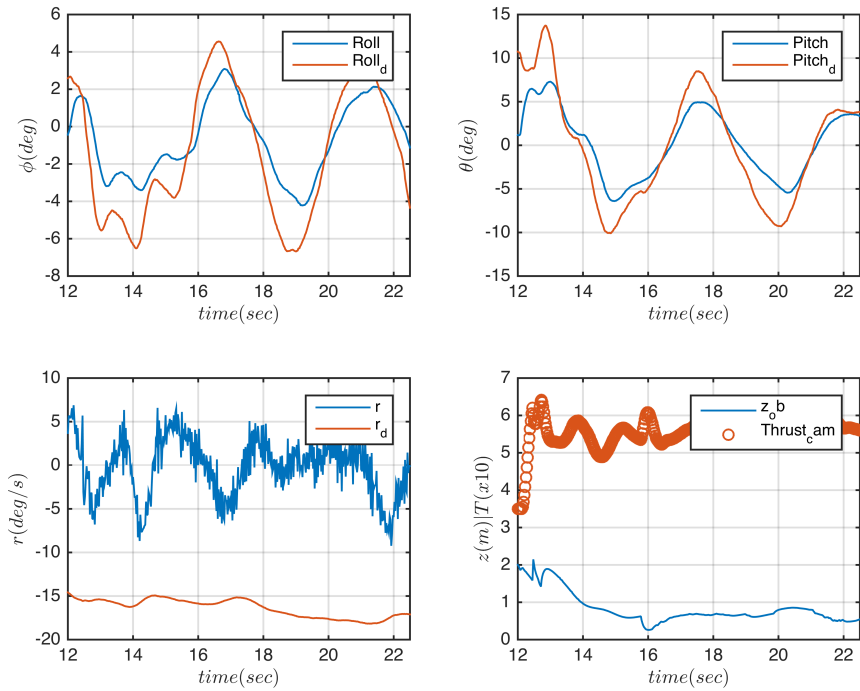 6
4
2
0
-2
-4
-6
-8
ϕ(deg)
Roll
Roll_d
12 14 16 18 20 22
time(sec)
15
10
5
0
-5
-10
-15
θ(deg)
Pitch
Pitch_d
12 14 16 18 20 22
time(sec)
10
5
0
-5
-10
-15
-20
r(deg/s)
r
r_d
12 14 16 18 20 22
time(sec)
7
6
5
4
3
2
1
0
z(m)|T(x10)
z_ob
Thrust_cam
12 14 16 18 20 22
time(sec)